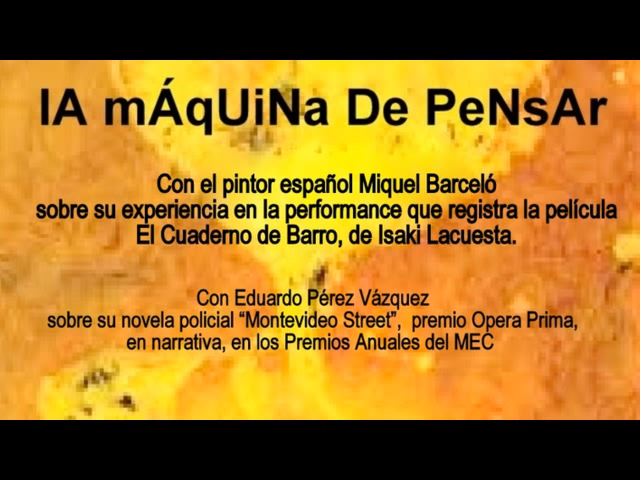 lA mÁqUiNa De PeNsAr
Con el pintor español Miquel Barceló
sobre su experiencia en la performance que registra la película
El Cuaderno de Barro, de Isaki Lacuesta.
Con Eduardo Pérez Vázquez
sobre su novela policial “Montevideo Street”, premio Opera Prima,
en narrativa, en los Premios Anuales del MEC